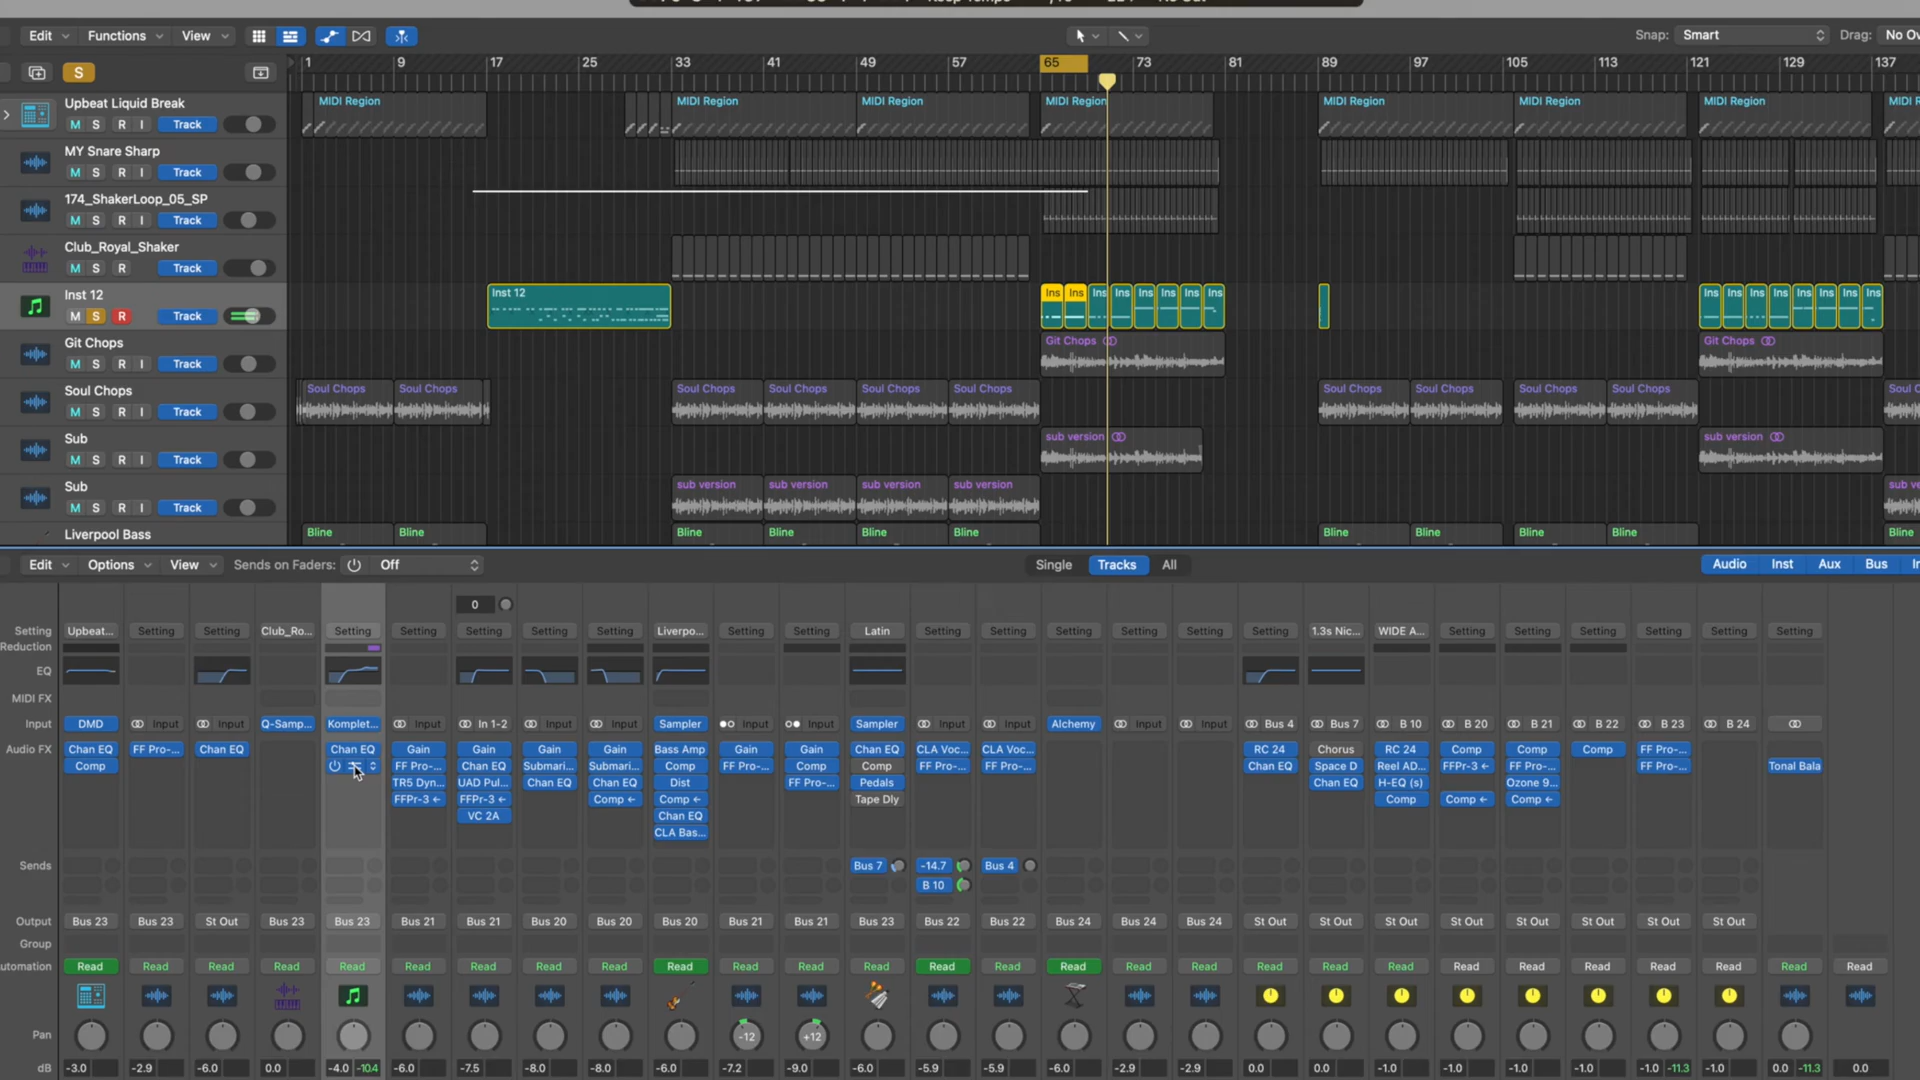 Edit Functions View Snap: Smart Drag: No Ov
S 1 9 17 25 33 41 49 57 65 73 81 89 97 105 113 121 129 137
Upbeat Liquid Break MIDI Region MIDI Region MIDI Region MIDI Region MIDI Region MIDI Region MIDI Region MIDI R
M S R I Track
MY Snare Sharp
M S R I Track
174_ShakerLoop_05_SP
M S R I Track
Club_Royal_Shaker
M S R Track
Inst 12 Inst 12 Ins Ins Ins Ins Ins Ins Ins Ins Ins Ins Ins Ins Ins Ins Ins Ins
M S R Track
Git Chops Git Chops Git Chops
M S R I Track
Soul Chops Soul Chops Soul Chops Soul Chops Soul Chops Soul Chops Soul Chops Soul Chops Soul Chops Soul Chops Soul Chops Soul C
M S R I Track
Sub sub version sub version
M S R I Track
Sub sub version sub version sub version sub version sub ve
M S R I Track
Liverpool Bass Bline Bline Bline Bline Bline Bline Bline Bline Bline Bline Bline
Edit Options View Sends on Faders: Off Single Tracks All Audio Inst Aux Bus In
0
Setting Upbeat... Setting Setting Club_Ro... Setting Setting Setting Setting Setting Liverpo... Setting Setting Latin Setting Setting Setting Setting Setting Setting 1.3s Nic... WIDE A... Setting Setting Setting Setting Setting Setting
Reduction
EQ
MIDI FX
Input DMD Input Input Q-Samp... Komplet... Input In 1-2 Input Input Sampler Input Input Sampler Input Input Alchemy Input Input Bus 4 Bus 7 B 10 B 20 B 21 B 22 B 23 B 24
Audio FX Chan EQ FF Pro-... Chan EQ Chan EQ Gain Gain Gain Gain Bass Amp Gain Gain Chan EQ CLA Voc... CLA Voc... RC 24 Chorus RC 24 Comp Comp Comp FF Pro-...
Comp FF Pro-... Chan EQ Submari... Submari... Comp FF Pro-... Comp Comp FF Pro-... FF Pro-... Chan EQ Space D Reel AD... FFPr-3 ← FF Pro-... FF Pro-... Tonal Bala
TR5 Dyn... UAD Pul... Chan EQ Chan EQ Dist FF Pro-... Pedals Chan EQ H-EQ (s) Ozone 9...
FFPr-3 ← FFPr-3 ← Comp ← Comp ← Tape Dly Comp Comp ← Comp ←
VC 2A Chan EQ
CLA Bas...
Sends Bus 7 -14.7 Bus 4
B 10
Output Bus 23 Bus 23 St Out Bus 23 Bus 23 Bus 21 Bus 21 Bus 20 Bus 20 Bus 20 Bus 21 Bus 21 Bus 23 Bus 22 Bus 22 Bus 24 Bus 24 Bus 24 St Out St Out St Out St Out St Out St Out St Out St Out
Group
utomation Read Read Read Read Read Read Read Read Read Read Read Read Read Read Read Read Read Read Read Read Read Read Read Read Read Read Read Read
Pan -12 +12
dB -3.0 -2.9 -6.0 0.0 -4.0 -10.4 -6.0 -7.5 -8.0 -8.0 -6.0 -7.2 -9.0 -6.0 -5.9 -5.9 -6.0 -2.9 -2.9 0.0 0.0 -1.0 -1.0 -1.0 -1.0 -1.0 -11.3 -1.0 0.0 -11.3 0.0